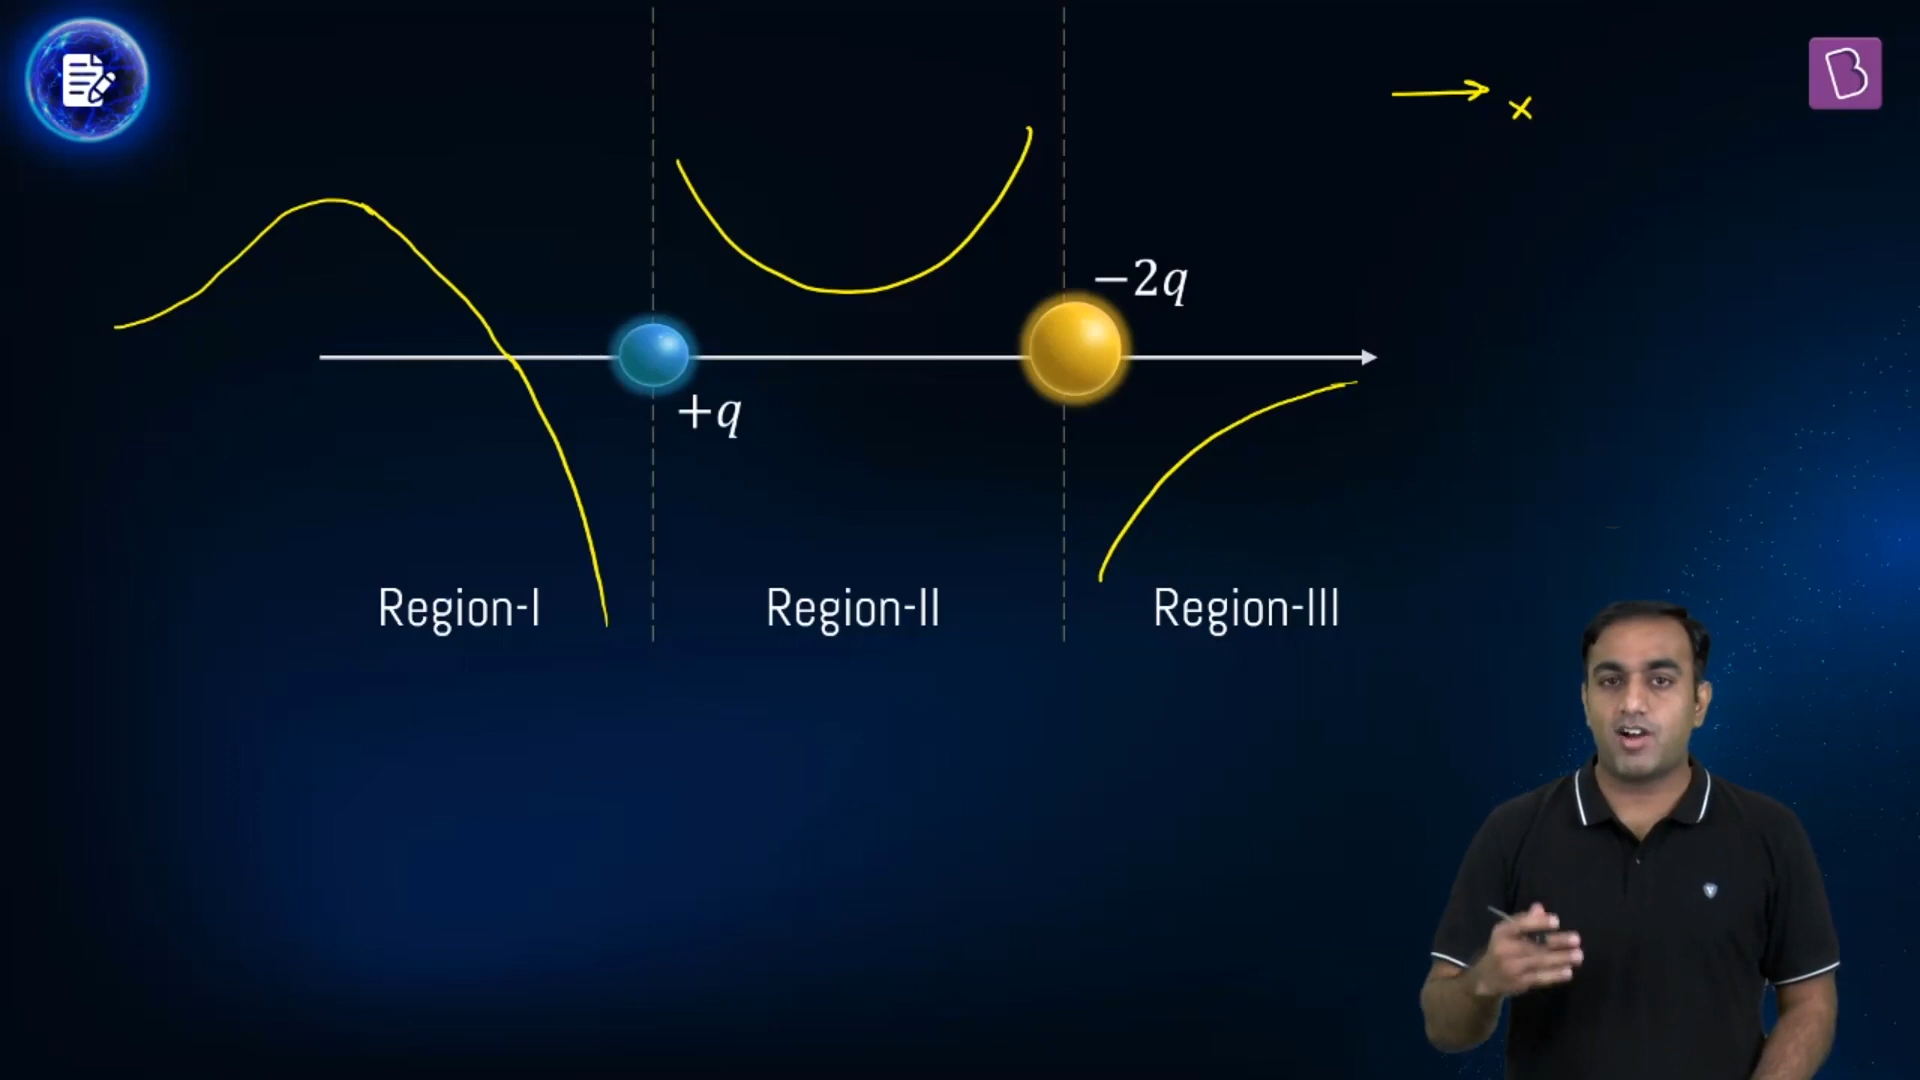 x
B
−2q
+q
Region-I
Region-II
Region-III